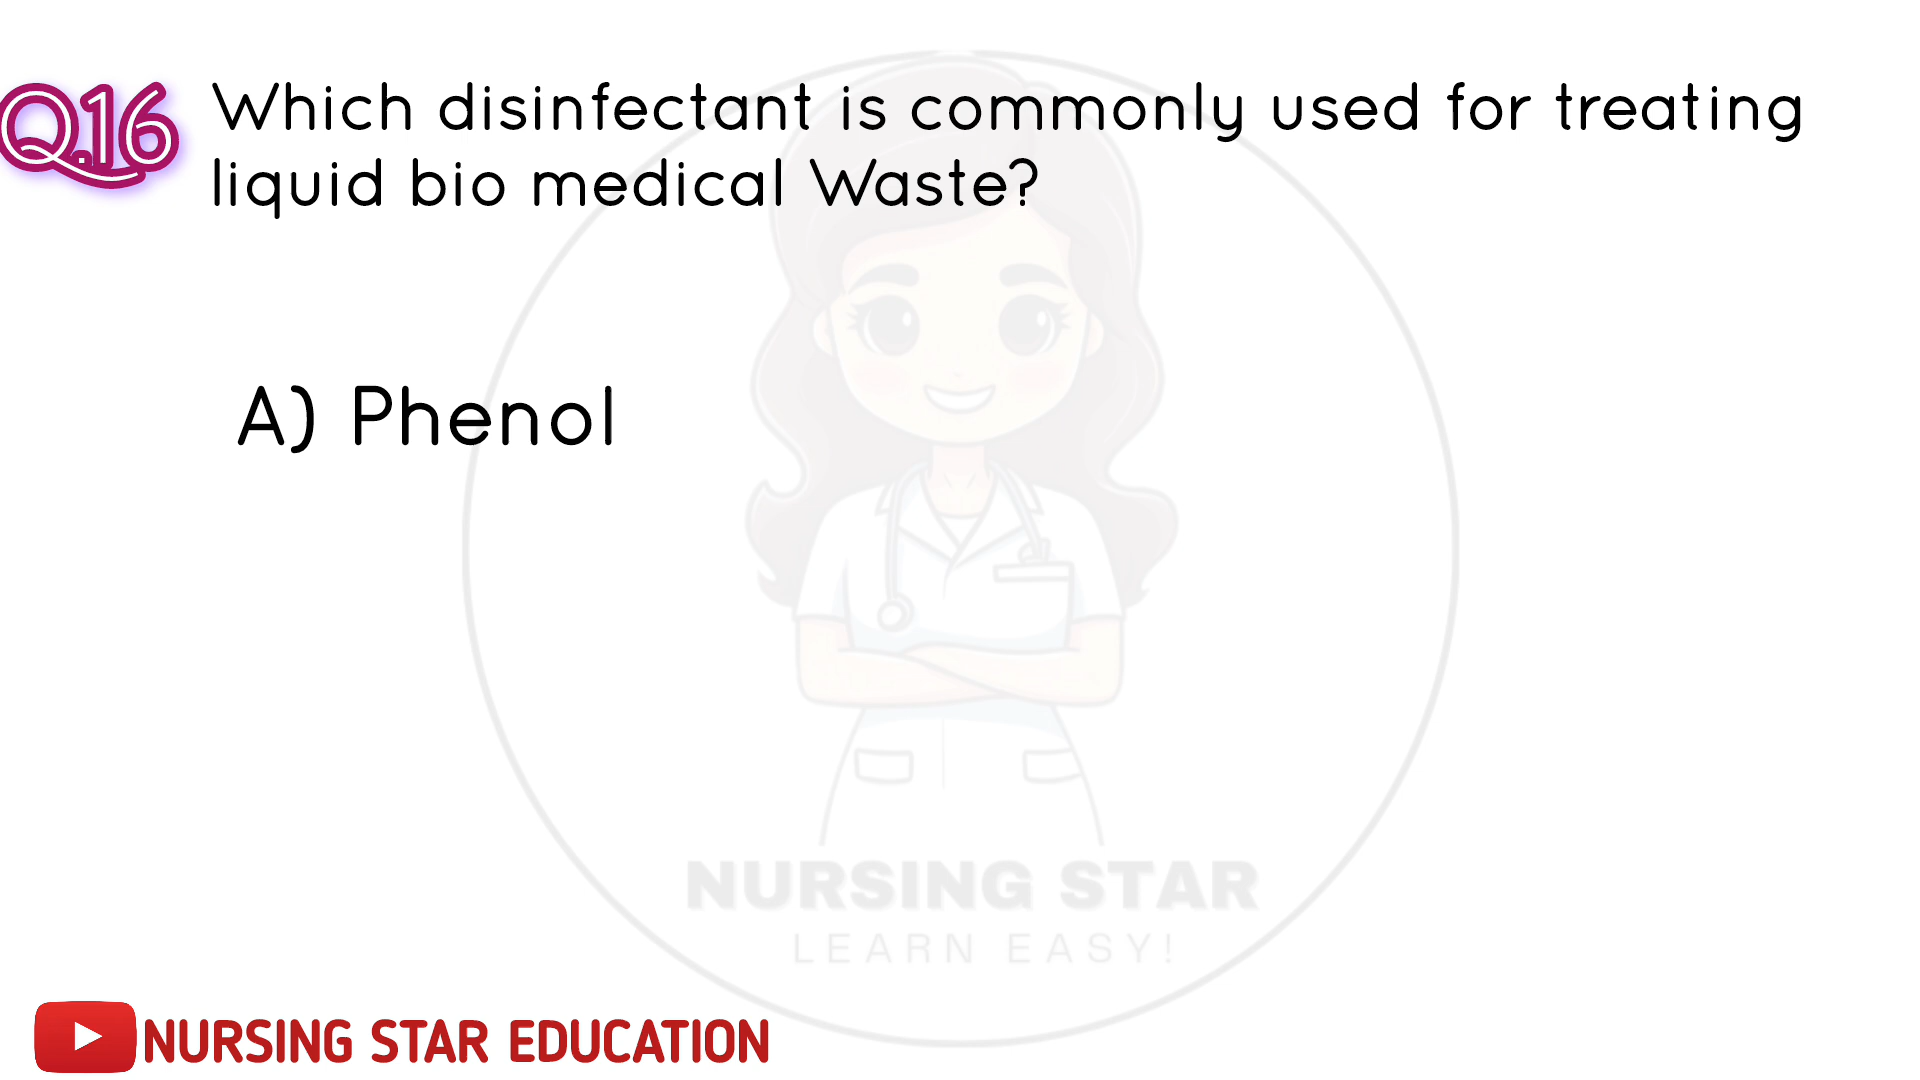 Q.16 Which disinfectant is commonly used for treating
liquid bio medical Waste?
A) Phenol
NURSING STAR
LEARN EASY!
NURSING STAR EDUCATION